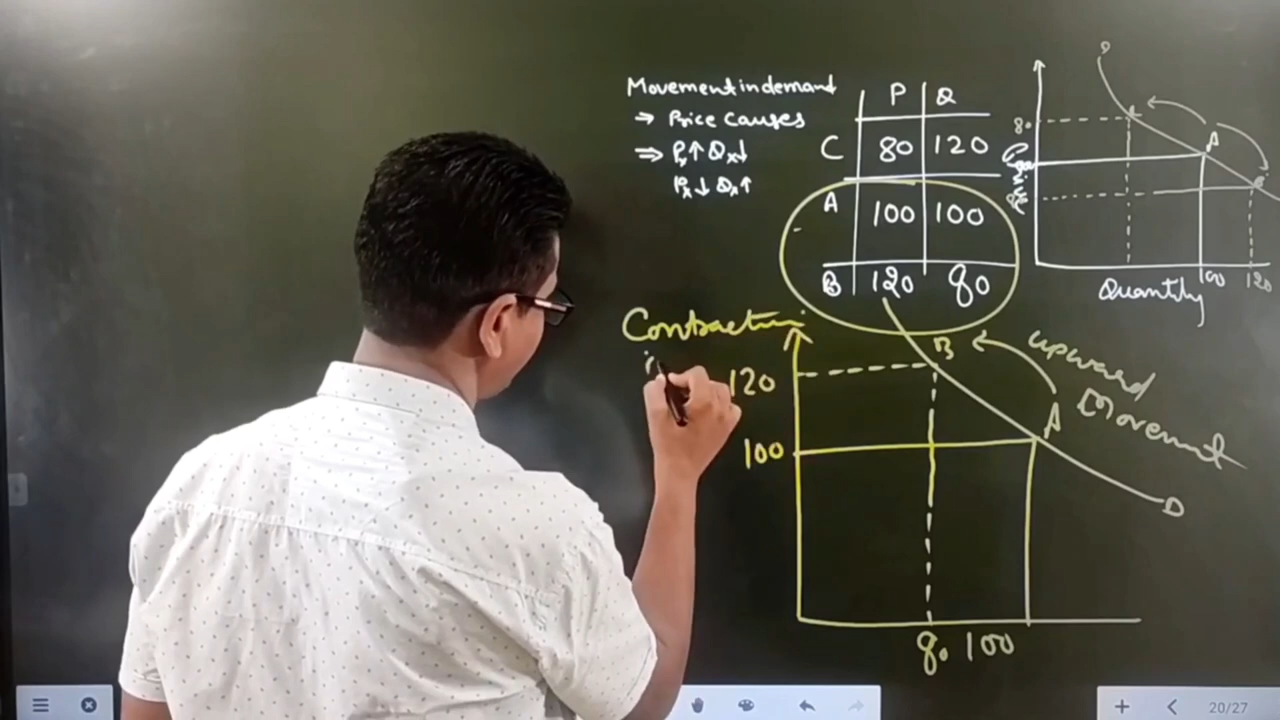 Movement in demand
→ Price causes
⇒ Px↑ Qx↓
Px↓ Qx↑
P Q
C 80 120
A 100 100
B 120 80
80
A
Quantity
100 120
Contraction
i
120
100
B
A
D
upward
Movement
80 100
20/27